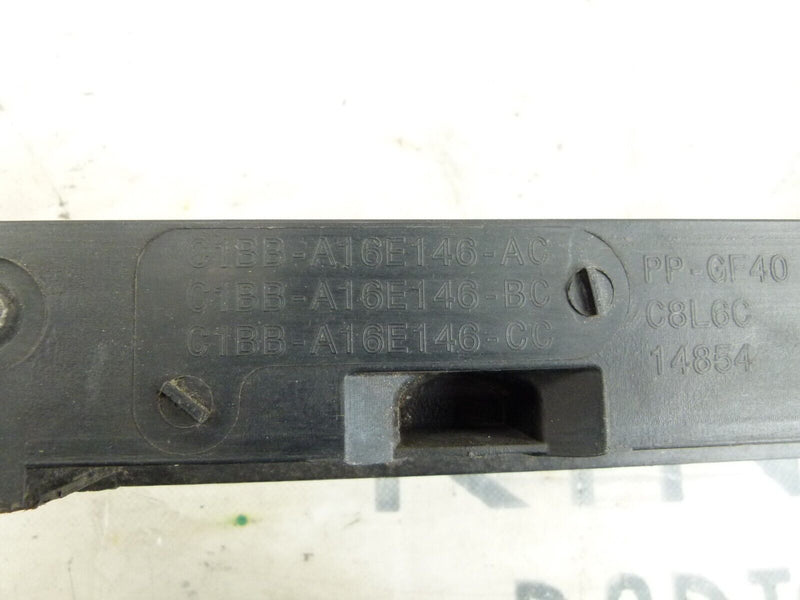 C1BB-A16E146-AC
C1BB-A16E146-BC
C1BB-A16E146-CC
PP-GF40
C8L6C
14854